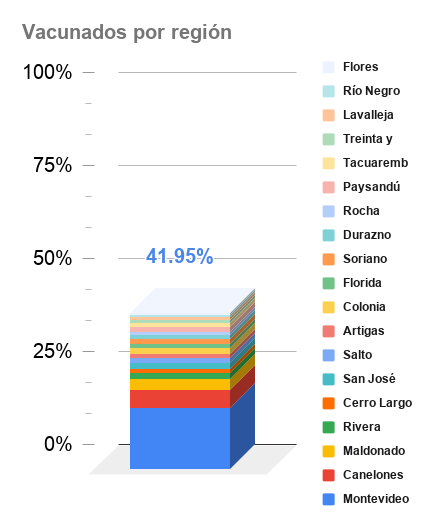 Vacunados por región
100%
75%
50%
25%
0%
41.95%
Flores
Río Negro
Lavalleja
Treinta y
Tacuaremb
Paysandú
Rocha
Durazno
Soriano
Florida
Colonia
Artigas
Salto
San José
Cerro Largo
Rivera
Maldonado
Canelones
Montevideo